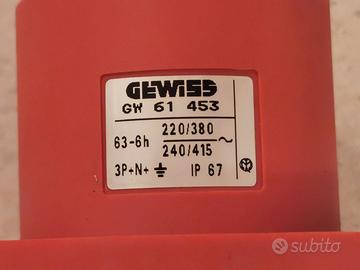 GEWISS
GW 61 453
63-6h 220/380 ~
240/415
3P+N+⏚ IP 67
subito